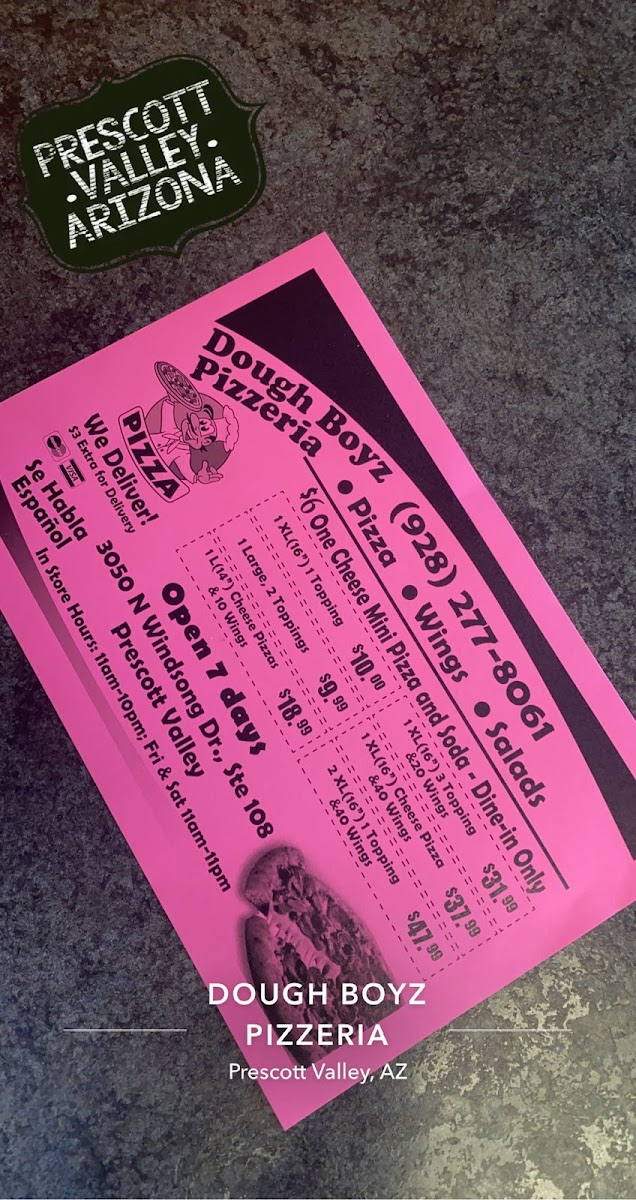 PRESCOTT
.VALLEY.
ARIZONA
Dough Boyz
Pizzeria
(928) 277-8061
• Pizza • Wings • Salads
$6 One Cheese Mini Pizza and Soda - Dine-in Only
1 XL(16") 1 Topping $10.00
1 Large, 2 Toppings $9.99
1 L(14") Cheese Pizzas
& 10 Wings $18.99
1 XL(16") 3 Topping
&20 Wings $31.99
1 XL(16") Cheese Pizza
&40 Wings $37.99
2 XL(16") 1 Topping
&40 Wings $47.99
PIZZA
We Deliver!
$3 Extra for Delivery
VISA
Se Habla
Español
Open 7 days
3050 N Windsong Dr., Ste 108
Prescott Valley
In Store Hours: 11am-10pm; Fri & Sat 11am-11pm
DOUGH BOYZ
PIZZERIA
Prescott Valley, AZ